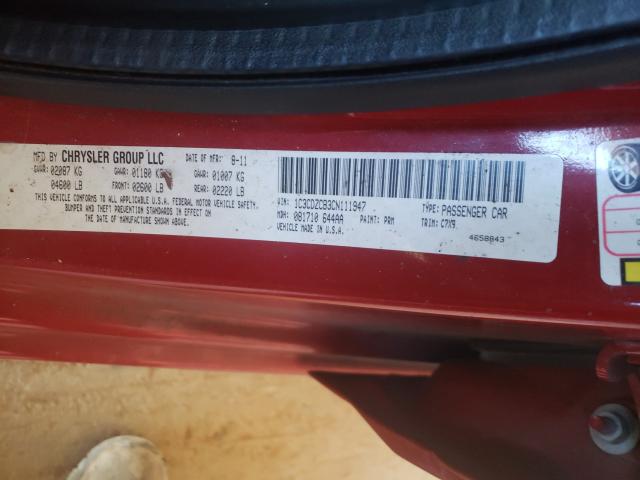 MFD BY CHRYSLER GROUP LLC DATE OF MFR: 8-11
GVWR: 02087 KG GAWR: 01180 KG GAWR: 01007 KG
04600 LB FRONT: 02600 LB REAR: 02220 LB
THIS VEHICLE CONFORMS TO ALL APPLICABLE U.S.A. FEDERAL MOTOR VEHICLE SAFETY,
BUMPER AND THEFT PREVENTION STANDARDS IN EFFECT ON
THE DATE OF MANUFACTURE SHOWN ABOVE.
VIN: 1C3CDZCB3CN111947 TYPE: PASSENGER CAR
MDH: 081710 644AA PAINT: PRM TRIM: C7X9
VEHICLE MADE IN U.S.A. 4658843